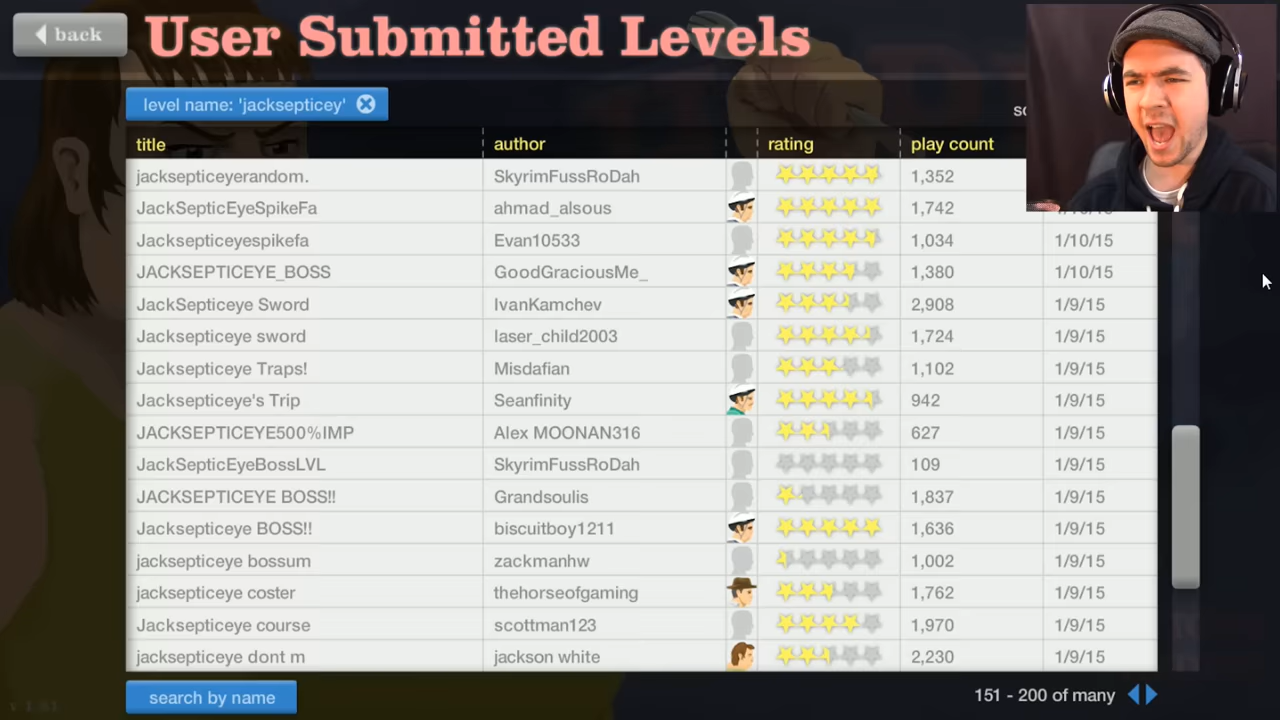 back
User Submitted Levels
level name: 'jacksepticey'
title author rating play count
jacksepticeyerandom. SkyrimFussRoDah 1,352
JackSepticEyeSpikeFa ahmad_alsous 1,742
Jacksepticeyespikefa Evan10533 1,034 1/10/15
JACKSEPTICEYE_BOSS GoodGraciousMe_ 1,380 1/10/15
JackSepticeye Sword IvanKamchev 2,908 1/9/15
Jacksepticeye sword laser_child2003 1,724 1/9/15
Jacksepticeye Traps! Misdafian 1,102 1/9/15
Jacksepticeye's Trip Seanfinity 942 1/9/15
JACKSEPTICEYE500%IMP Alex MOONAN316 627 1/9/15
JackSepticEyeBossLVL SkyrimFussRoDah 109 1/9/15
JACKSEPTICEYE BOSS!! Grandsoulis 1,837 1/9/15
Jacksepticeye BOSS!! biscuitboy1211 1,636 1/9/15
jacksepticeye bossum zackmanhw 1,002 1/9/15
jacksepticeye coster thehorseofgaming 1,762 1/9/15
Jacksepticeye course scottman123 1,970 1/9/15
jacksepticeye dont m jackson white 2,230 1/9/15
search by name
151 - 200 of many